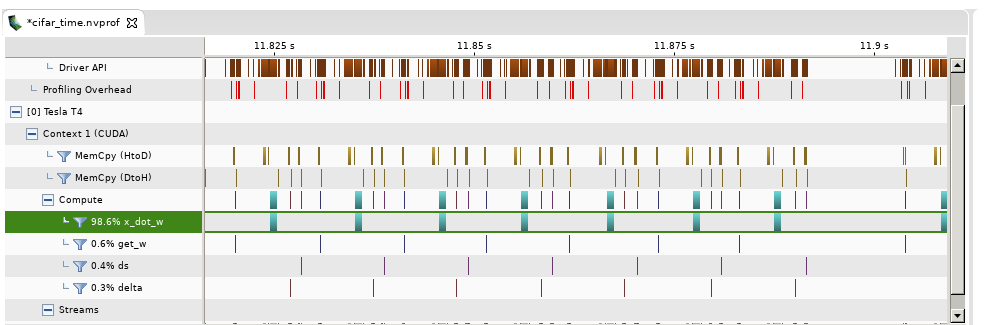 *cifar_time.nvprof
11.825 s 11.85 s 11.875 s 11.9 s
Driver API
Profiling Overhead
[0] Tesla T4
Context 1 (CUDA)
MemCpy (HtoD)
MemCpy (DtoH)
Compute
98.6% x_dot_w
0.6% get_w
0.4% ds
0.3% delta
Streams